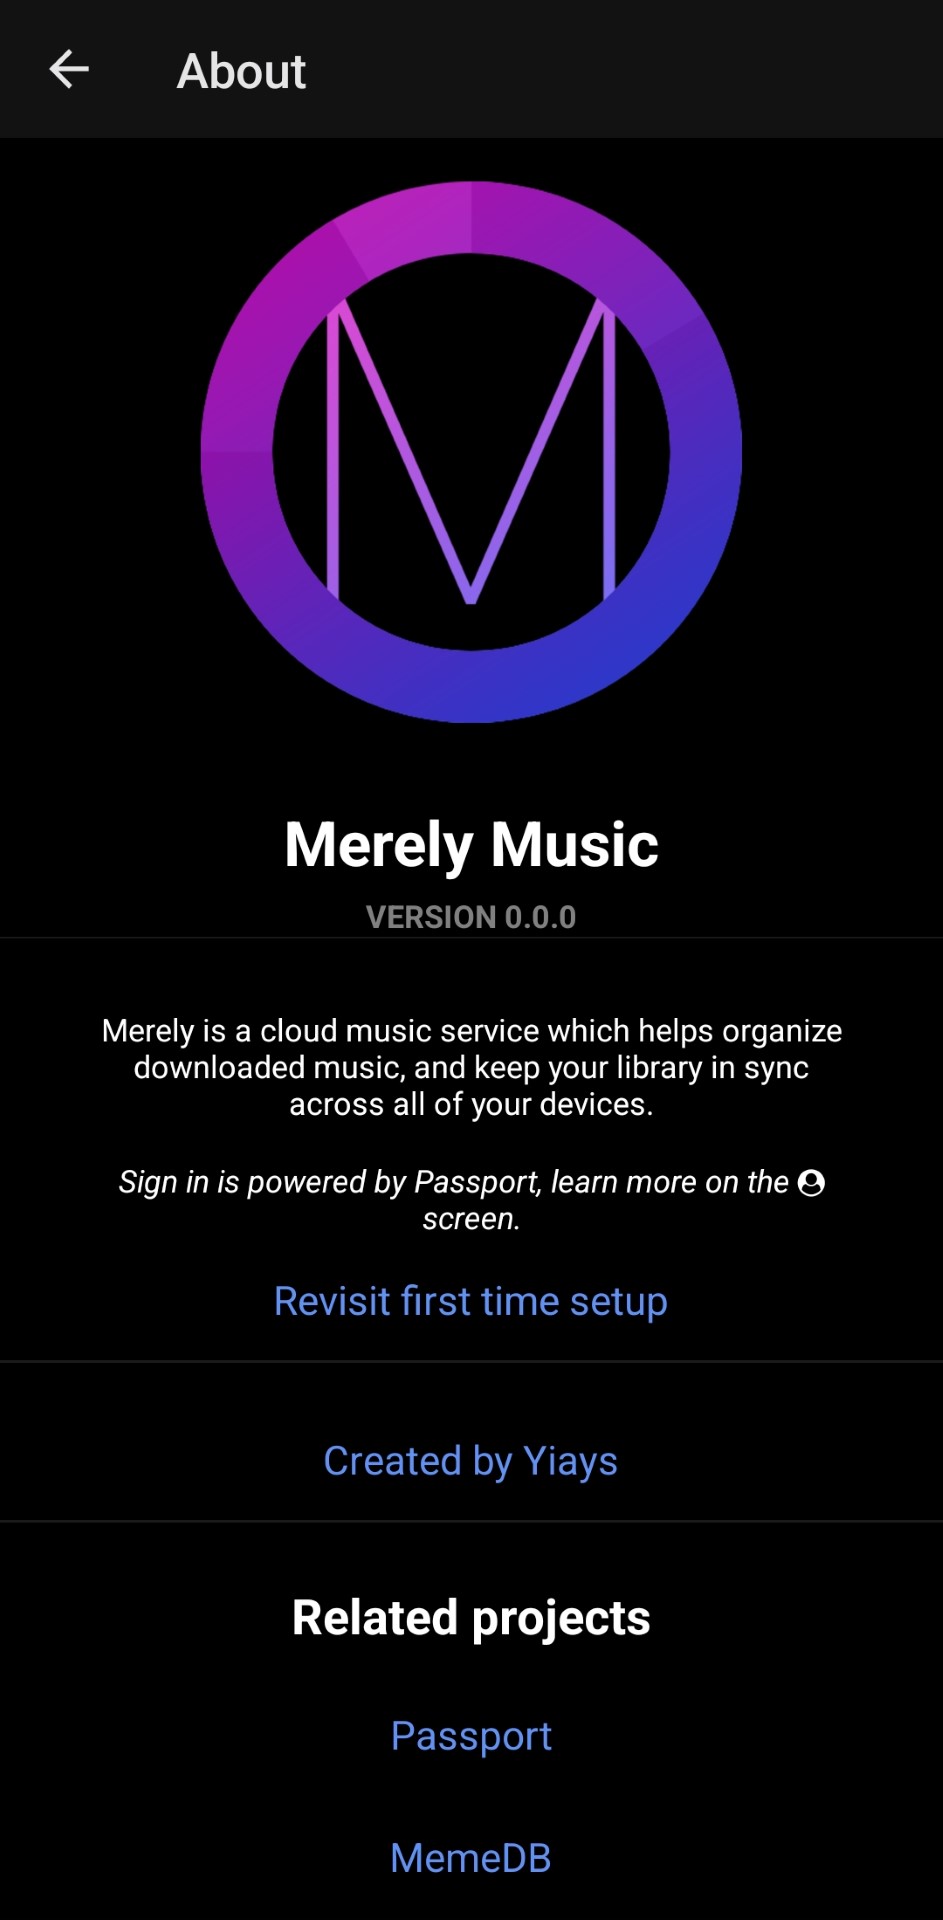 About
M
Merely Music
VERSION 0.0.0
Merely is a cloud music service which helps organize
downloaded music, and keep your library in sync
across all of your devices.
Sign in is powered by Passport, learn more on the
screen.
Revisit first time setup
Created by Yiays
Related projects
Passport
MemeDB